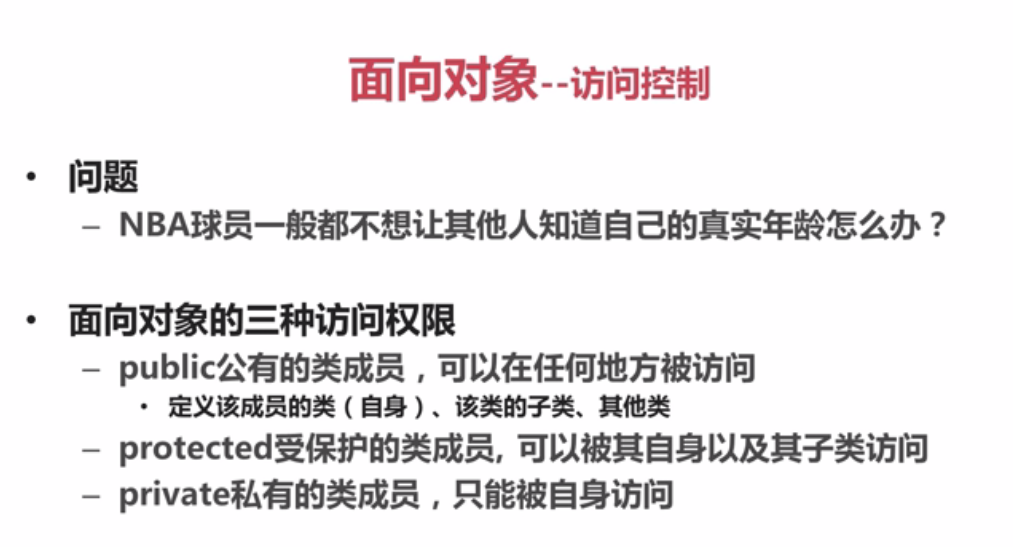 面向对象--访问控制
• 问题
– NBA球员一般都不想让其他人知道自己的真实年龄怎么办？
• 面向对象的三种访问权限
– public公有的类成员，可以在任何地方被访问
• 定义该成员的类（自身）、该类的子类、其他类
– protected受保护的类成员, 可以被其自身以及其子类访问
– private私有的类成员，只能被自身访问